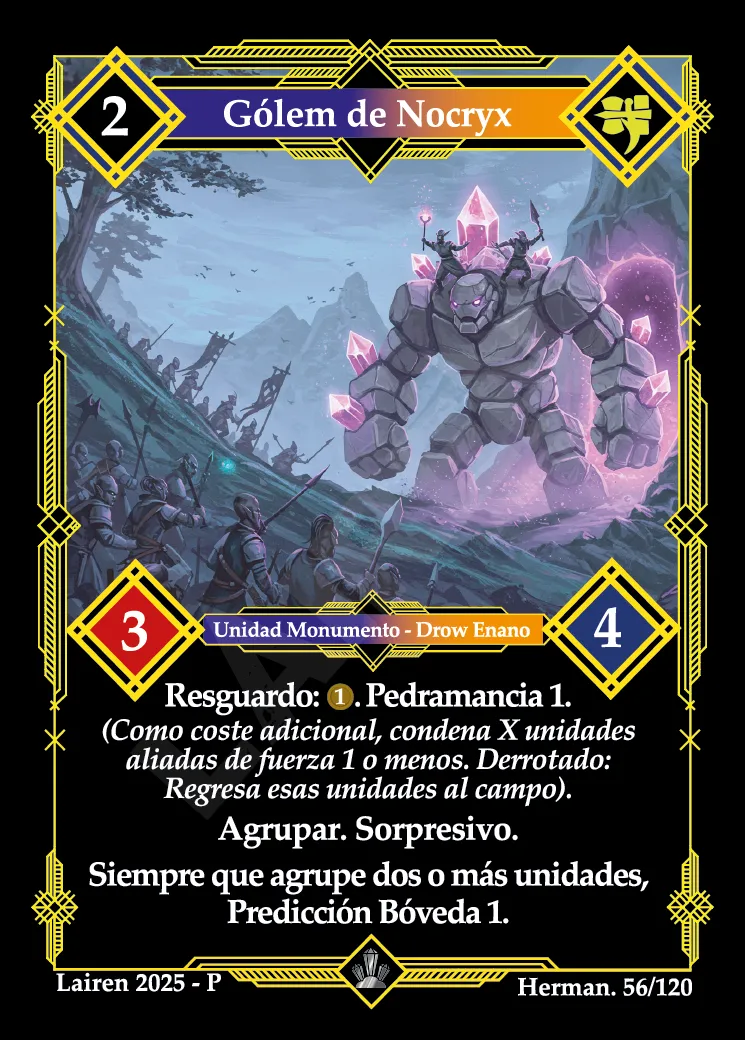 2
Gólem de Nocryx
3
Unidad Monumento - Drow Enano
4
Resguardo: 1. Pedramancia 1.
(Como coste adicional, condena X unidades
aliadas de fuerza 1 o menos. Derrotado:
Regresa esas unidades al campo).
Agrupar. Sorpresivo.
Siempre que agrupe dos o más unidades,
Predicción Bóveda 1.
Lairen 2025 - P
Herman. 56/120